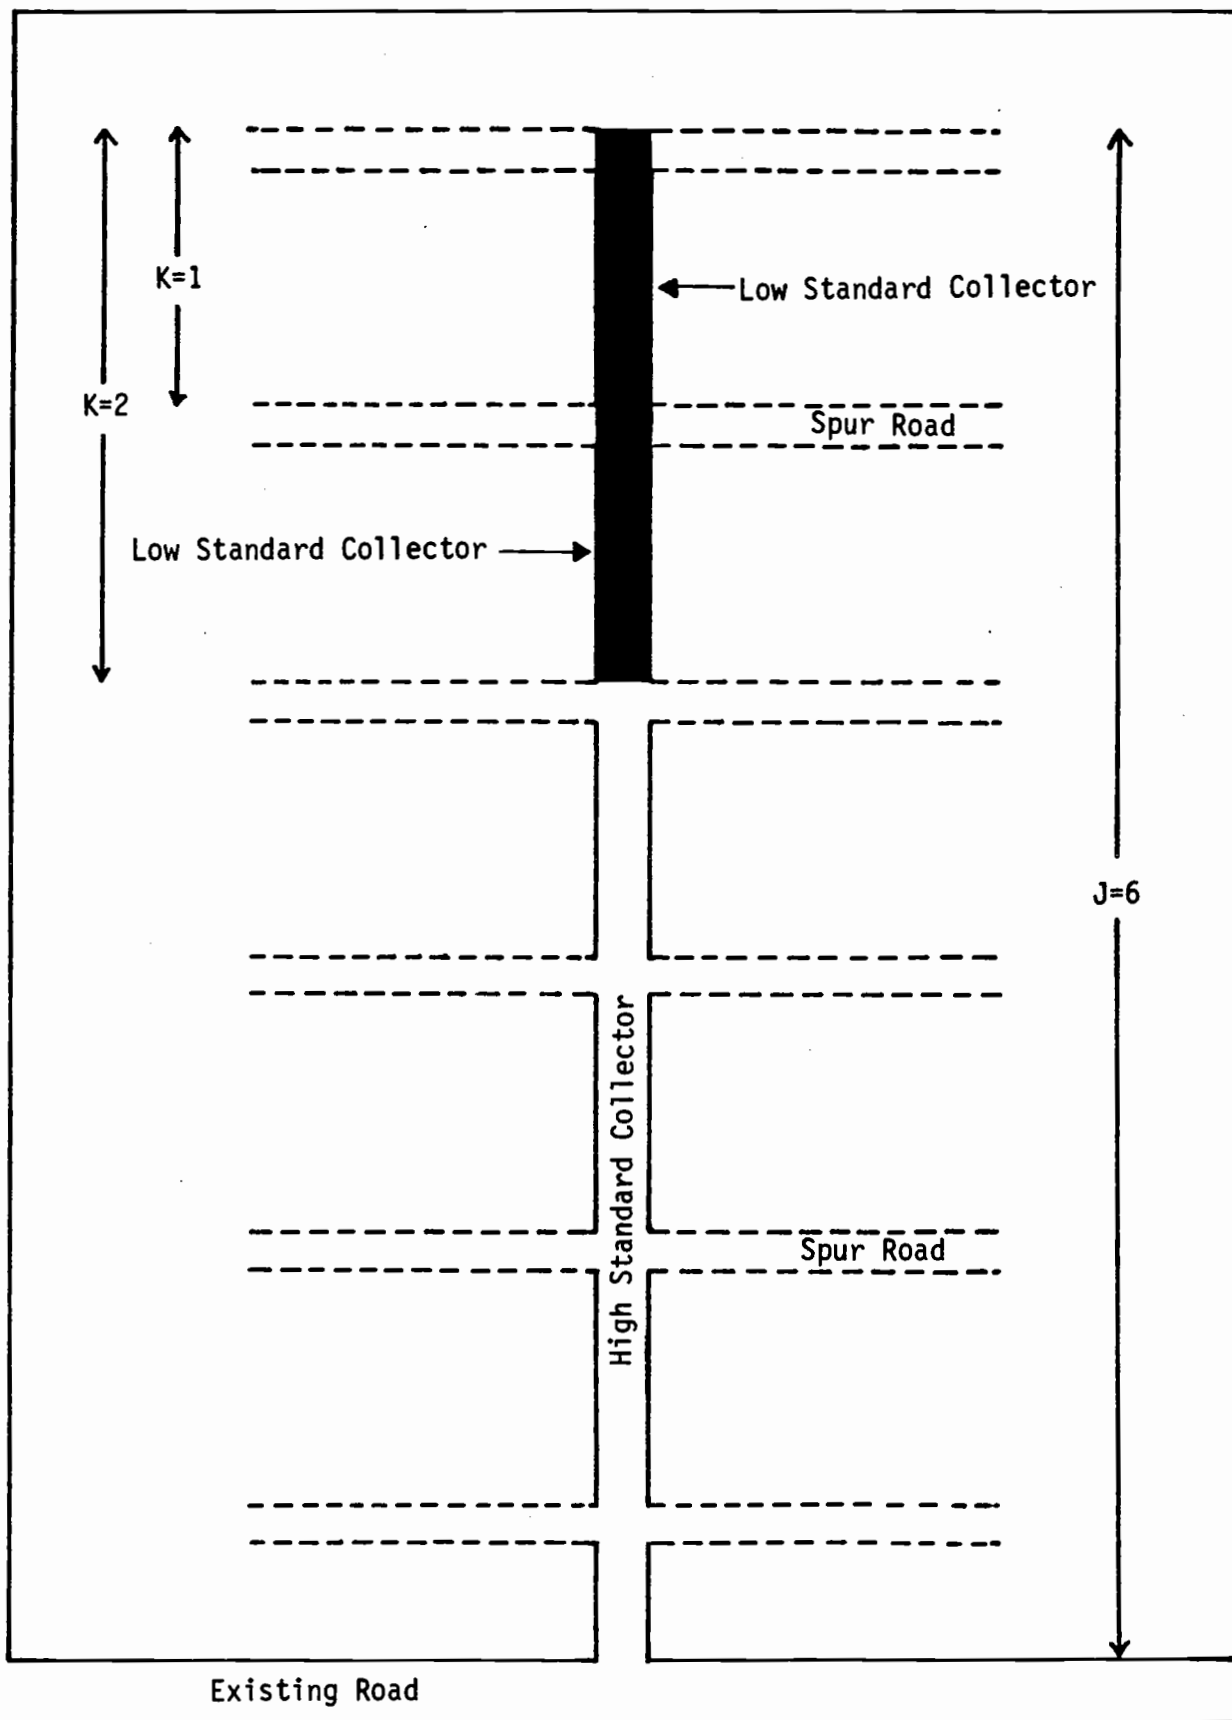 K=1
Low Standard Collector
K=2
Spur Road
Low Standard Collector
J=6
High Standard Collector
Spur Road
Existing Road